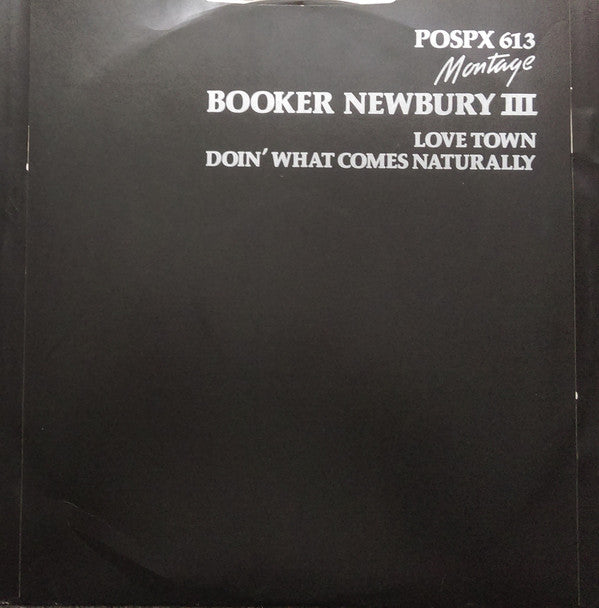 POSPX 613
Montage
BOOKER NEWBURY III
LOVE TOWN
DOIN' WHAT COMES NATURALLY